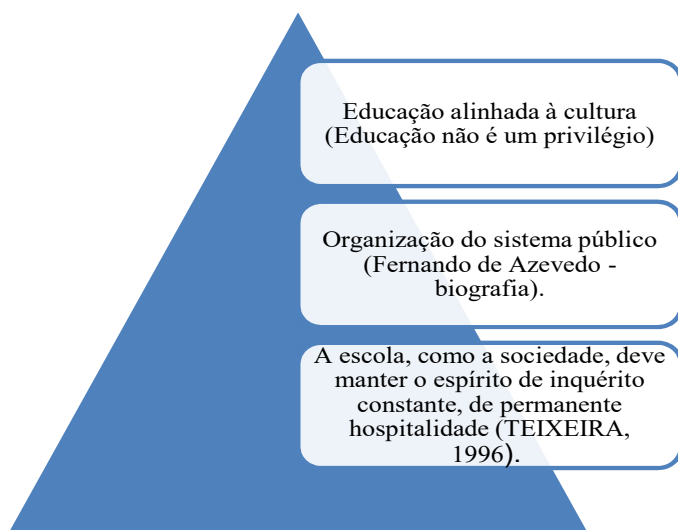 Educação alinhada à cultura
(Educação não é um privilégio)
Organização do sistema público
(Fernando de Azevedo -
biografia).
A escola, como a sociedade, deve
manter o espírito de inquérito
constante, de permanente
hospitalidade (TEIXEIRA,
1996).